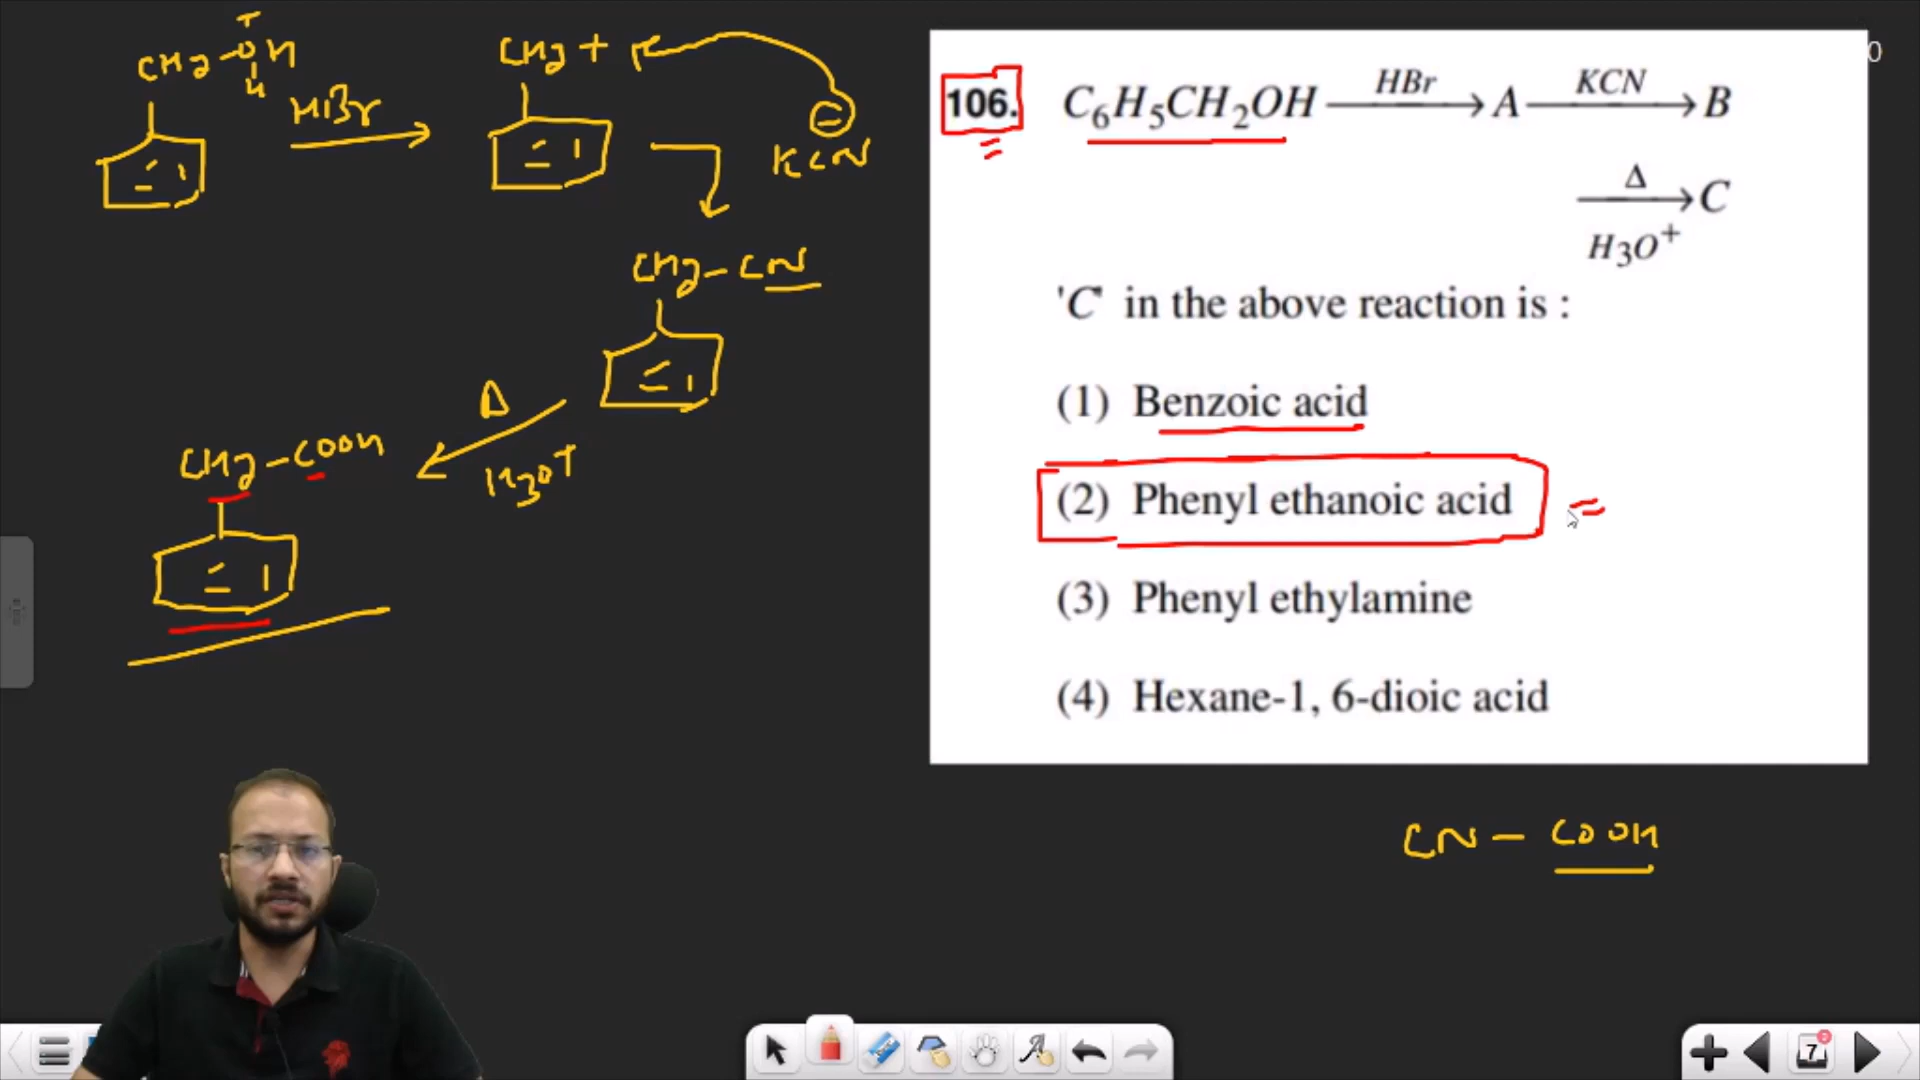 CH2-OH
H
HBr
CH2+
KCN
CH2-CN
Δ
H3O+
CH2-COOH
106. C6H5CH2OH HBr→ A KCN→ B
Δ→ C
H3O+
'C' in the above reaction is :
(1) Benzoic acid
(2) Phenyl ethanoic acid
(3) Phenyl ethylamine
(4) Hexane-1, 6-dioic acid
CN - COOH
7